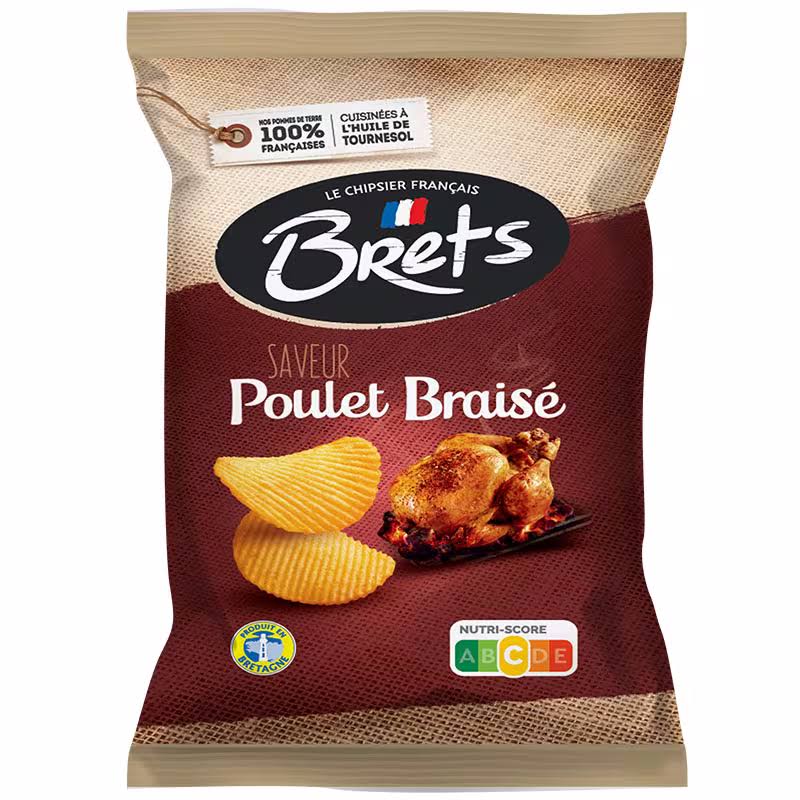 NOS POMMES DE TERRE
100%
FRANÇAISES
CUISINÉES À
L'HUILE DE
TOURNESOL
LE CHIPSIER FRANÇAIS
Brets
SAVEUR
Poulet Braisé
PRODUIT EN
BRETAGNE
NUTRI-SCORE
A B C D E